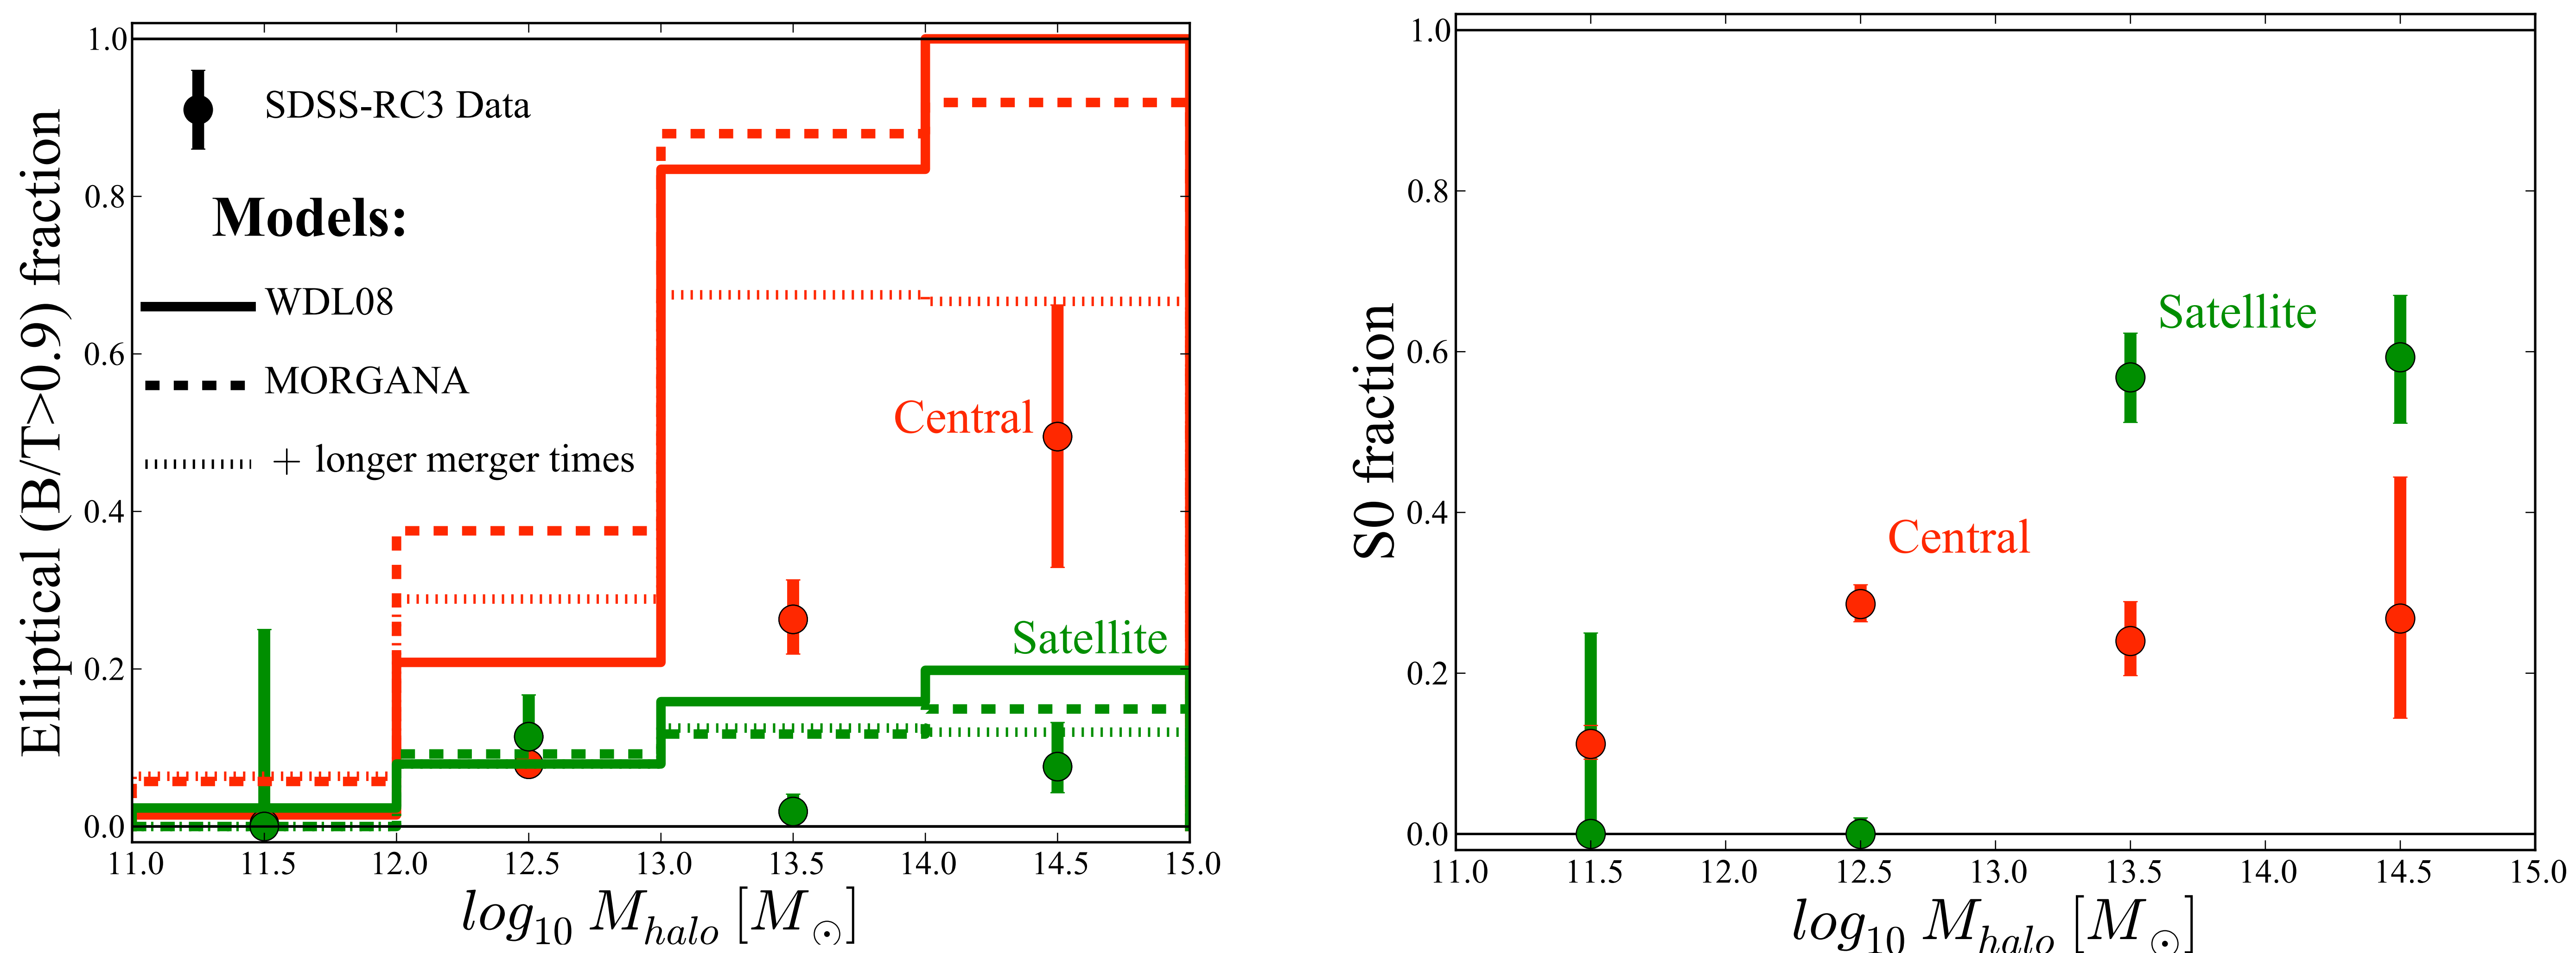 Elliptical (B/T>0.9) fraction
1.0
0.8
0.6
0.4
0.2
0.0
SDSS-RC3 Data
Models:
WDL08
MORGANA
+ longer merger times
Central
Satellite
11.0 11.5 12.0 12.5 13.0 13.5 14.0 14.5 15.0
log₁₀ M_halo [M_⊙]
S0 fraction
1.0
0.8
0.6
0.4
0.2
0.0
Satellite
Central
11.0 11.5 12.0 12.5 13.0 13.5 14.0 14.5 15.0
log₁₀ M_halo [M_⊙]